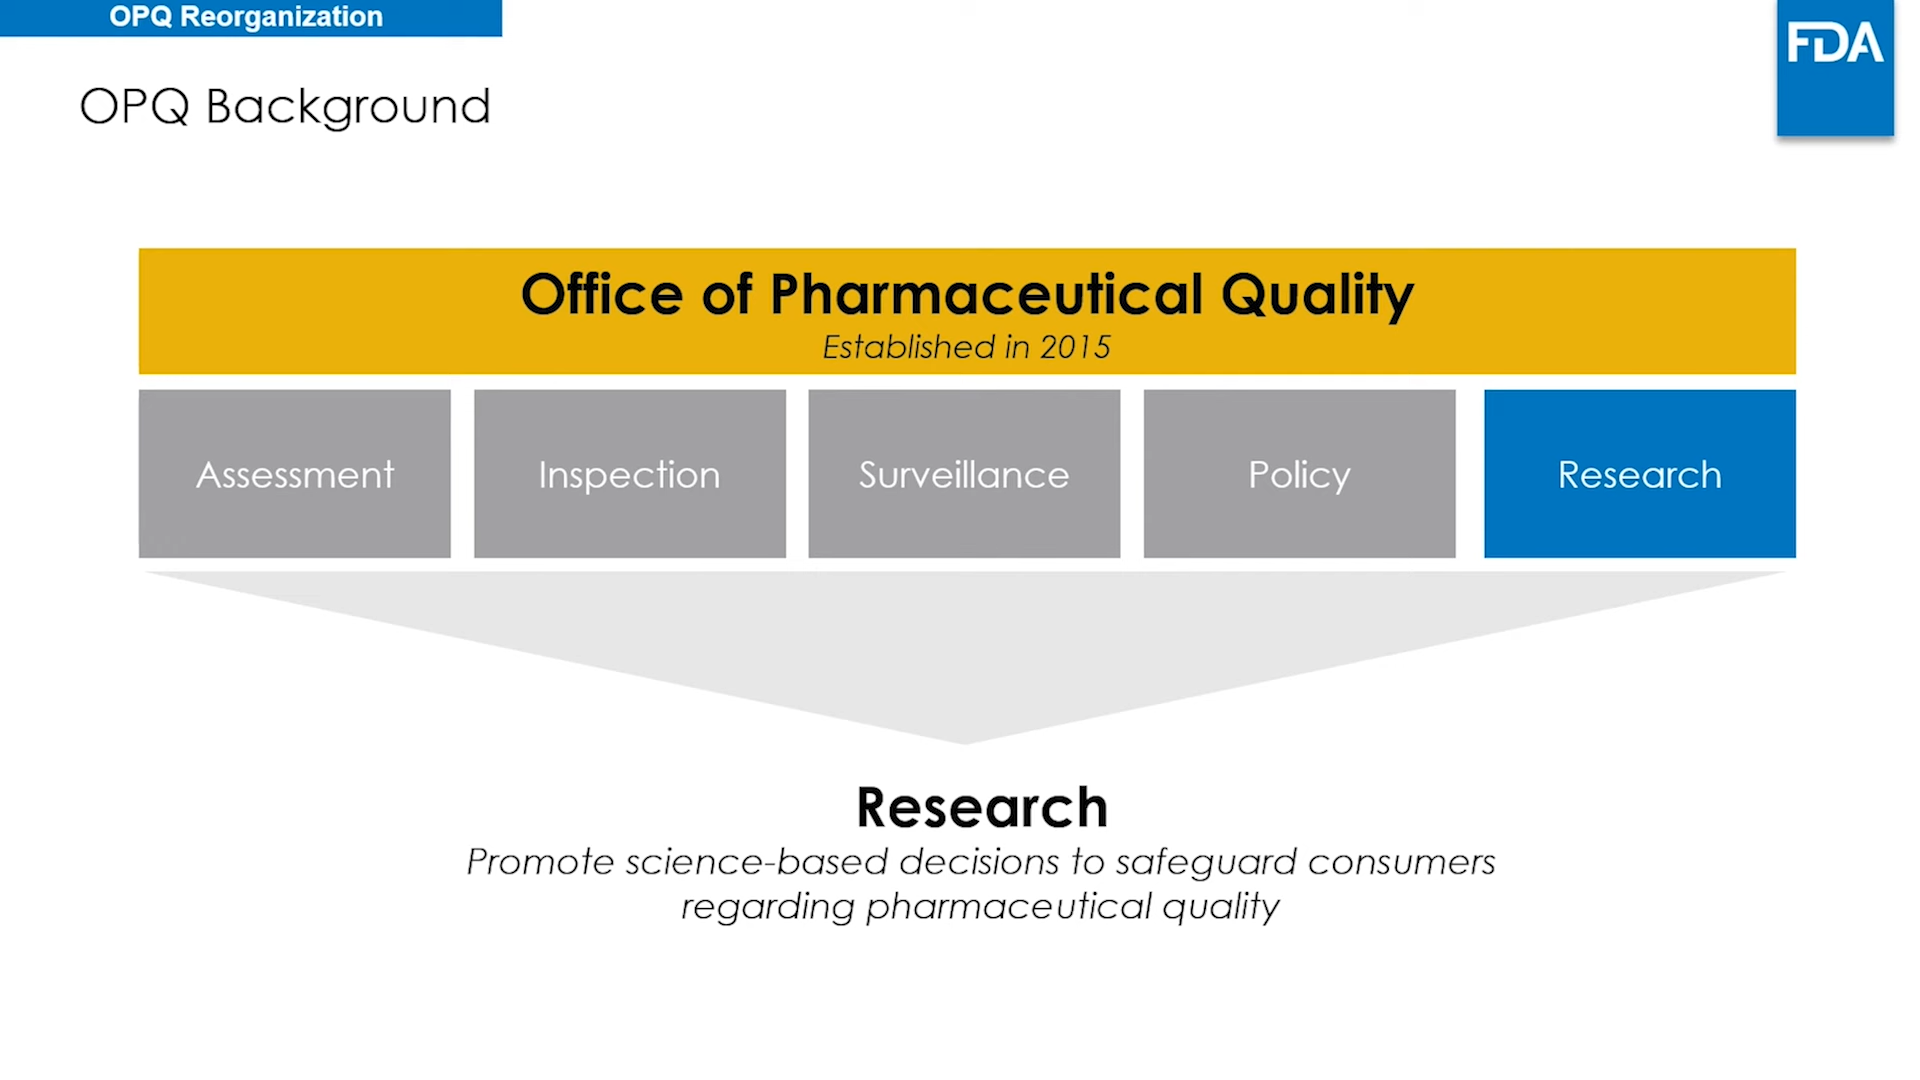 OPQ Reorganization
FDA
OPQ Background
Office of Pharmaceutical Quality
Established in 2015
Assessment
Inspection
Surveillance
Policy
Research
Research
Promote science-based decisions to safeguard consumers
regarding pharmaceutical quality